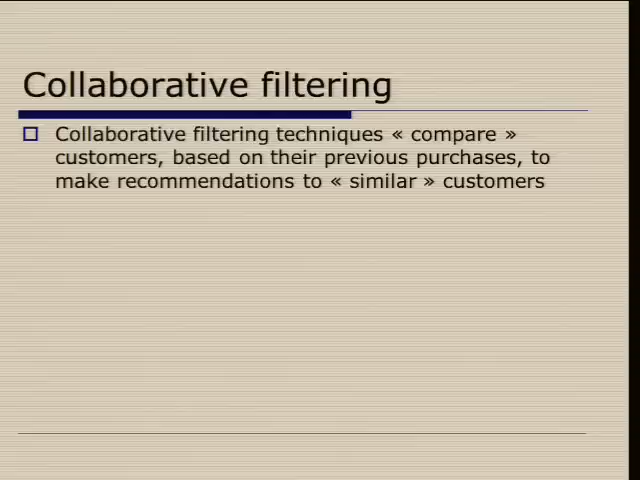 Collaborative filtering
Collaborative filtering techniques « compare »
customers, based on their previous purchases, to
make recommendations to « similar » customers